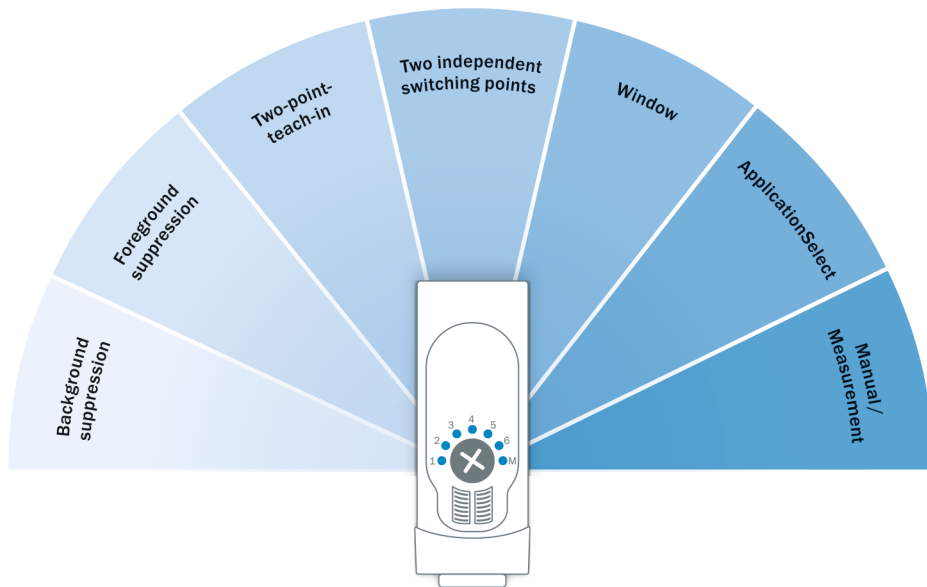 Background
suppression
Foreground
suppression
Two-point-
teach-in
Two independent
switching points
Window
ApplicationSelect
Manual /
Measurement
1
2
3
4
5
6
M